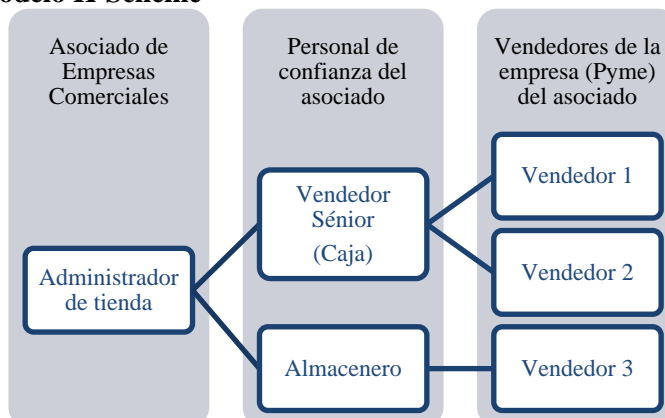 Asociado de
Empresas
Comerciales
Administrador
de tienda
Personal de
confianza del
asociado
Vendedor
Sénior
(Caja)
Almacenero
Vendedores de la
empresa (Pyme)
del asociado
Vendedor 1
Vendedor 2
Vendedor 3